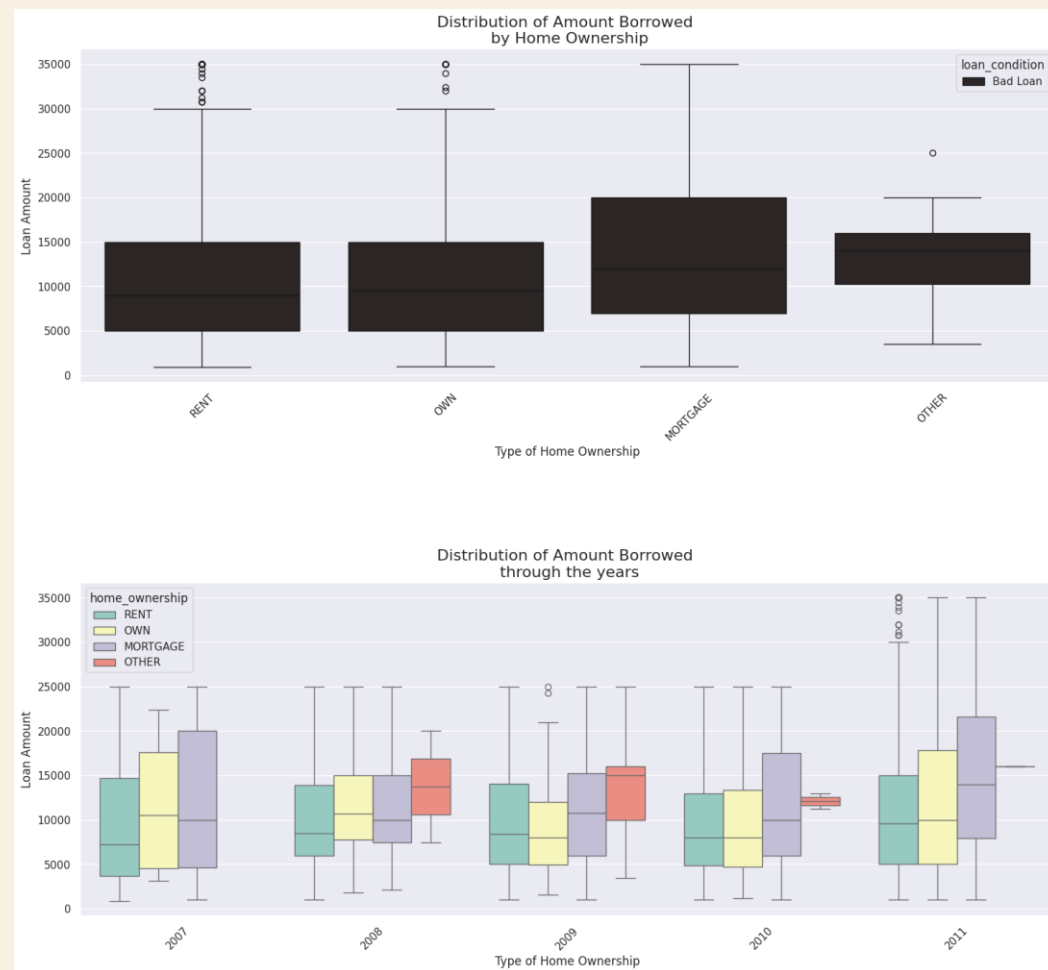 Distribution of Amount Borrowed
by Home Ownership
loan_condition
Bad Loan
35000
30000
25000
20000
15000
10000
5000
0
Loan Amount
RENT
OWN
MORTGAGE
OTHER
Type of Home Ownership
Distribution of Amount Borrowed
through the years
home_ownership
RENT
OWN
MORTGAGE
OTHER
35000
30000
25000
20000
15000
10000
5000
0
Loan Amount
2007
2008
2009
2010
2011
Type of Home Ownership